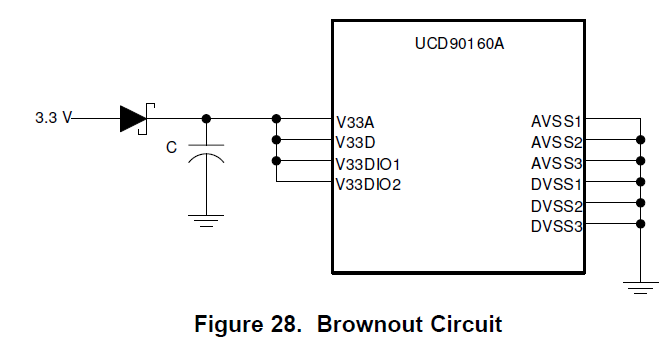 UCD90160A
3.3 V
C
V33A
V33D
V33DIO1
V33DIO2
AVSS1
AVSS2
AVSS3
DVSS1
DVSS2
DVSS3
Figure 28. Brownout Circuit